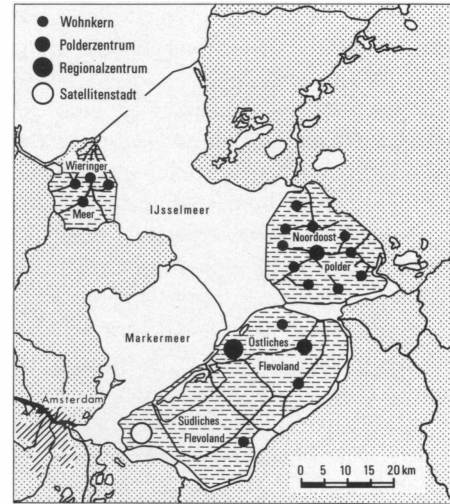 Wohnkern
Polderzentrum
Regionalzentrum
Satellitenstadt
Wieringer
Meer
IJsselmeer
Noordoost
polder
Markermeer
Östliches
Flevoland
Amsterdam
Südliches
Flevoland
0 5 10 15 20 km